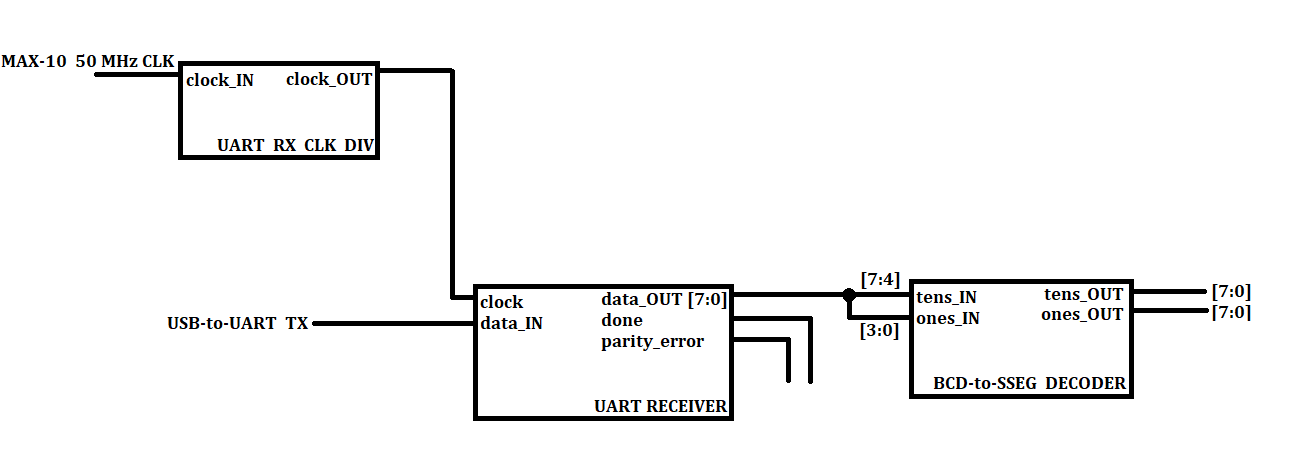 MAX-10 50 MHz CLK
clock_IN clock_OUT
UART RX CLK DIV
[7:4]
clock data_OUT [7:0] tens_IN tens_OUT [7:0]
USB-to-UART TX data_IN done ones_IN ones_OUT [7:0]
[3:0]
parity_error
BCD-to-SSEG DECODER
UART RECEIVER